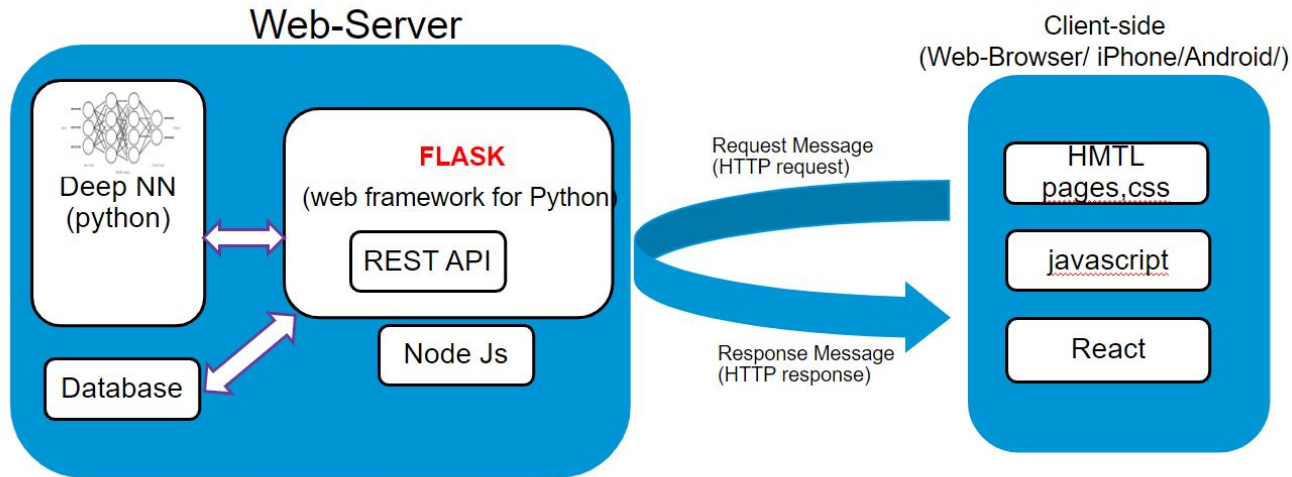 Web-Server
Deep NN
(python)
FLASK
(web framework for Python)
REST API
Node Js
Database
Request Message
(HTTP request)
Response Message
(HTTP response)
Client-side
(Web-Browser/ iPhone/Android/)
HMTL
pages,css
javascript
React